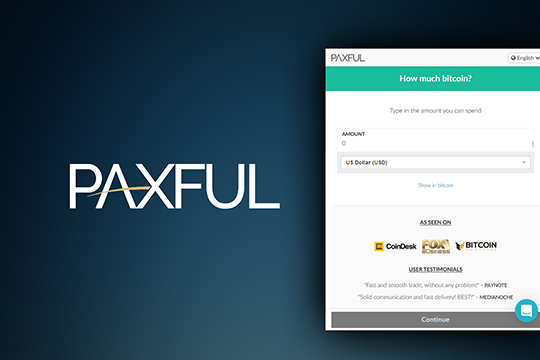 PAXFUL
PAXFUL
English
How much bitcoin?
Type in the amount you can spend
AMOUNT
0
US Dollar (USD)
Show in bitcoin
AS SEEN ON
CoinDesk
FOX
BUSINESS
BITCOIN
USER TESTIMONIALS
"Fast and smooth trade, without any problem!" - PAYNOTE
"Solid communication and fast delivery! BEST!" - MEDIANOCHE
Continue